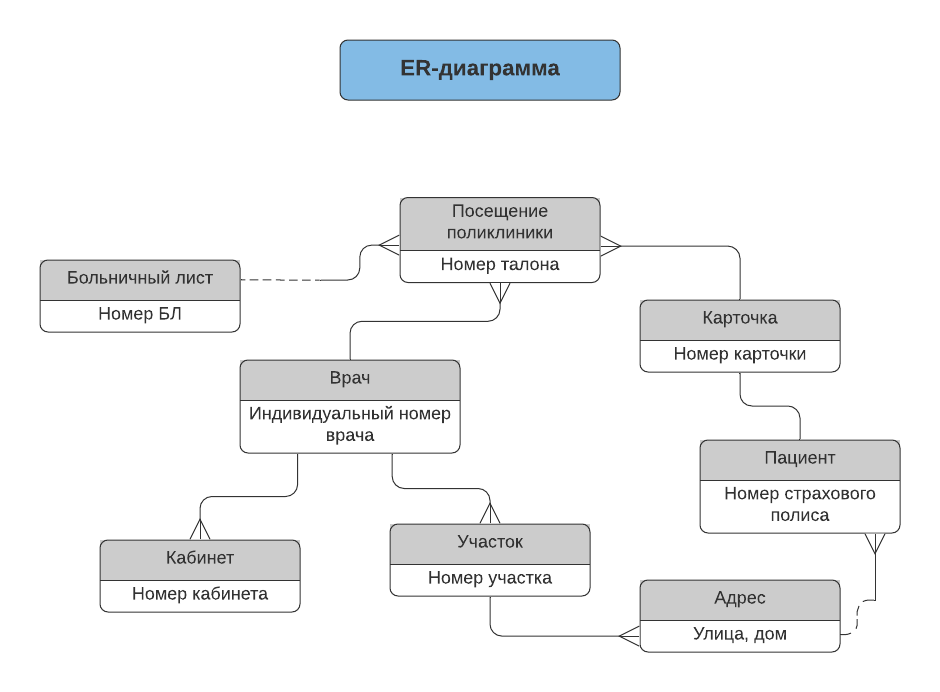 ER-диаграмма
Посещение
поликлиники
Номер талона
Больничный лист
Номер БЛ
Карточка
Номер карточки
Врач
Индивидуальный номер
врача
Пациент
Номер страхового
полиса
Кабинет
Номер кабинета
Участок
Номер участка
Адрес
Улица, дом